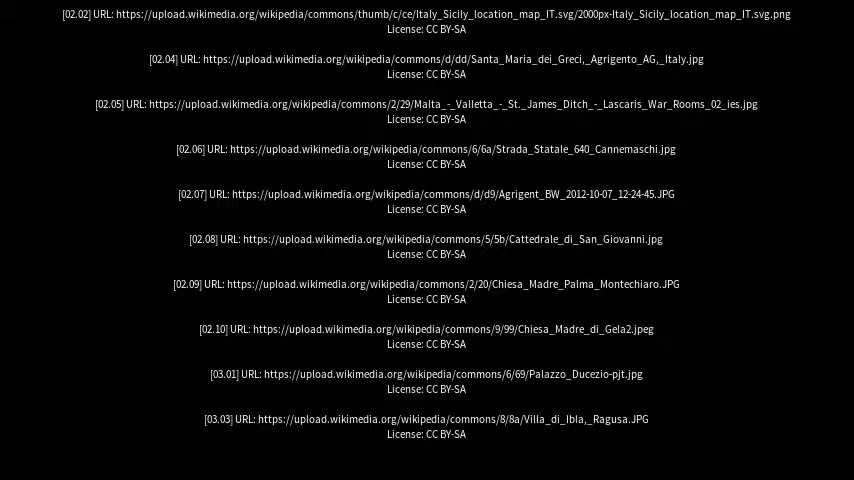 [02.02] URL: https://upload.wikimedia.org/wikipedia/commons/thumb/c/ce/Italy_Sicily_location_map_IT.svg/2000px-Italy_Sicily_location_map_IT.svg.png
License: CC BY-SA
[02.04] URL: https://upload.wikimedia.org/wikipedia/commons/d/dd/Santa_Maria_dei_Greci,_Agrigento_AG,_Italy.jpg
License: CC BY-SA
[02.05] URL: https://upload.wikimedia.org/wikipedia/commons/2/29/Malta_-_Valletta_-_St._James_Ditch_-_Lascaris_War_Rooms_02_ies.jpg
License: CC BY-SA
[02.06] URL: https://upload.wikimedia.org/wikipedia/commons/6/6a/Strada_Statale_640_Cannemaschi.jpg
License: CC BY-SA
[02.07] URL: https://upload.wikimedia.org/wikipedia/commons/d/d9/Agrigent_BW_2012-10-07_12-24-45.JPG
License: CC BY-SA
[02.08] URL: https://upload.wikimedia.org/wikipedia/commons/5/5b/Cattedrale_di_San_Giovanni.jpg
License: CC BY-SA
[02.09] URL: https://upload.wikimedia.org/wikipedia/commons/2/20/Chiesa_Madre_Palma_Montechiaro.JPG
License: CC BY-SA
[02.10] URL: https://upload.wikimedia.org/wikipedia/commons/9/99/Chiesa_Madre_di_Gela2.jpeg
License: CC BY-SA
[03.01] URL: https://upload.wikimedia.org/wikipedia/commons/6/69/Palazzo_Ducezio-pjt.jpg
License: CC BY-SA
[03.03] URL: https://upload.wikimedia.org/wikipedia/commons/8/8a/Villa_di_Ibla,_Ragusa.JPG
License: CC BY-SA